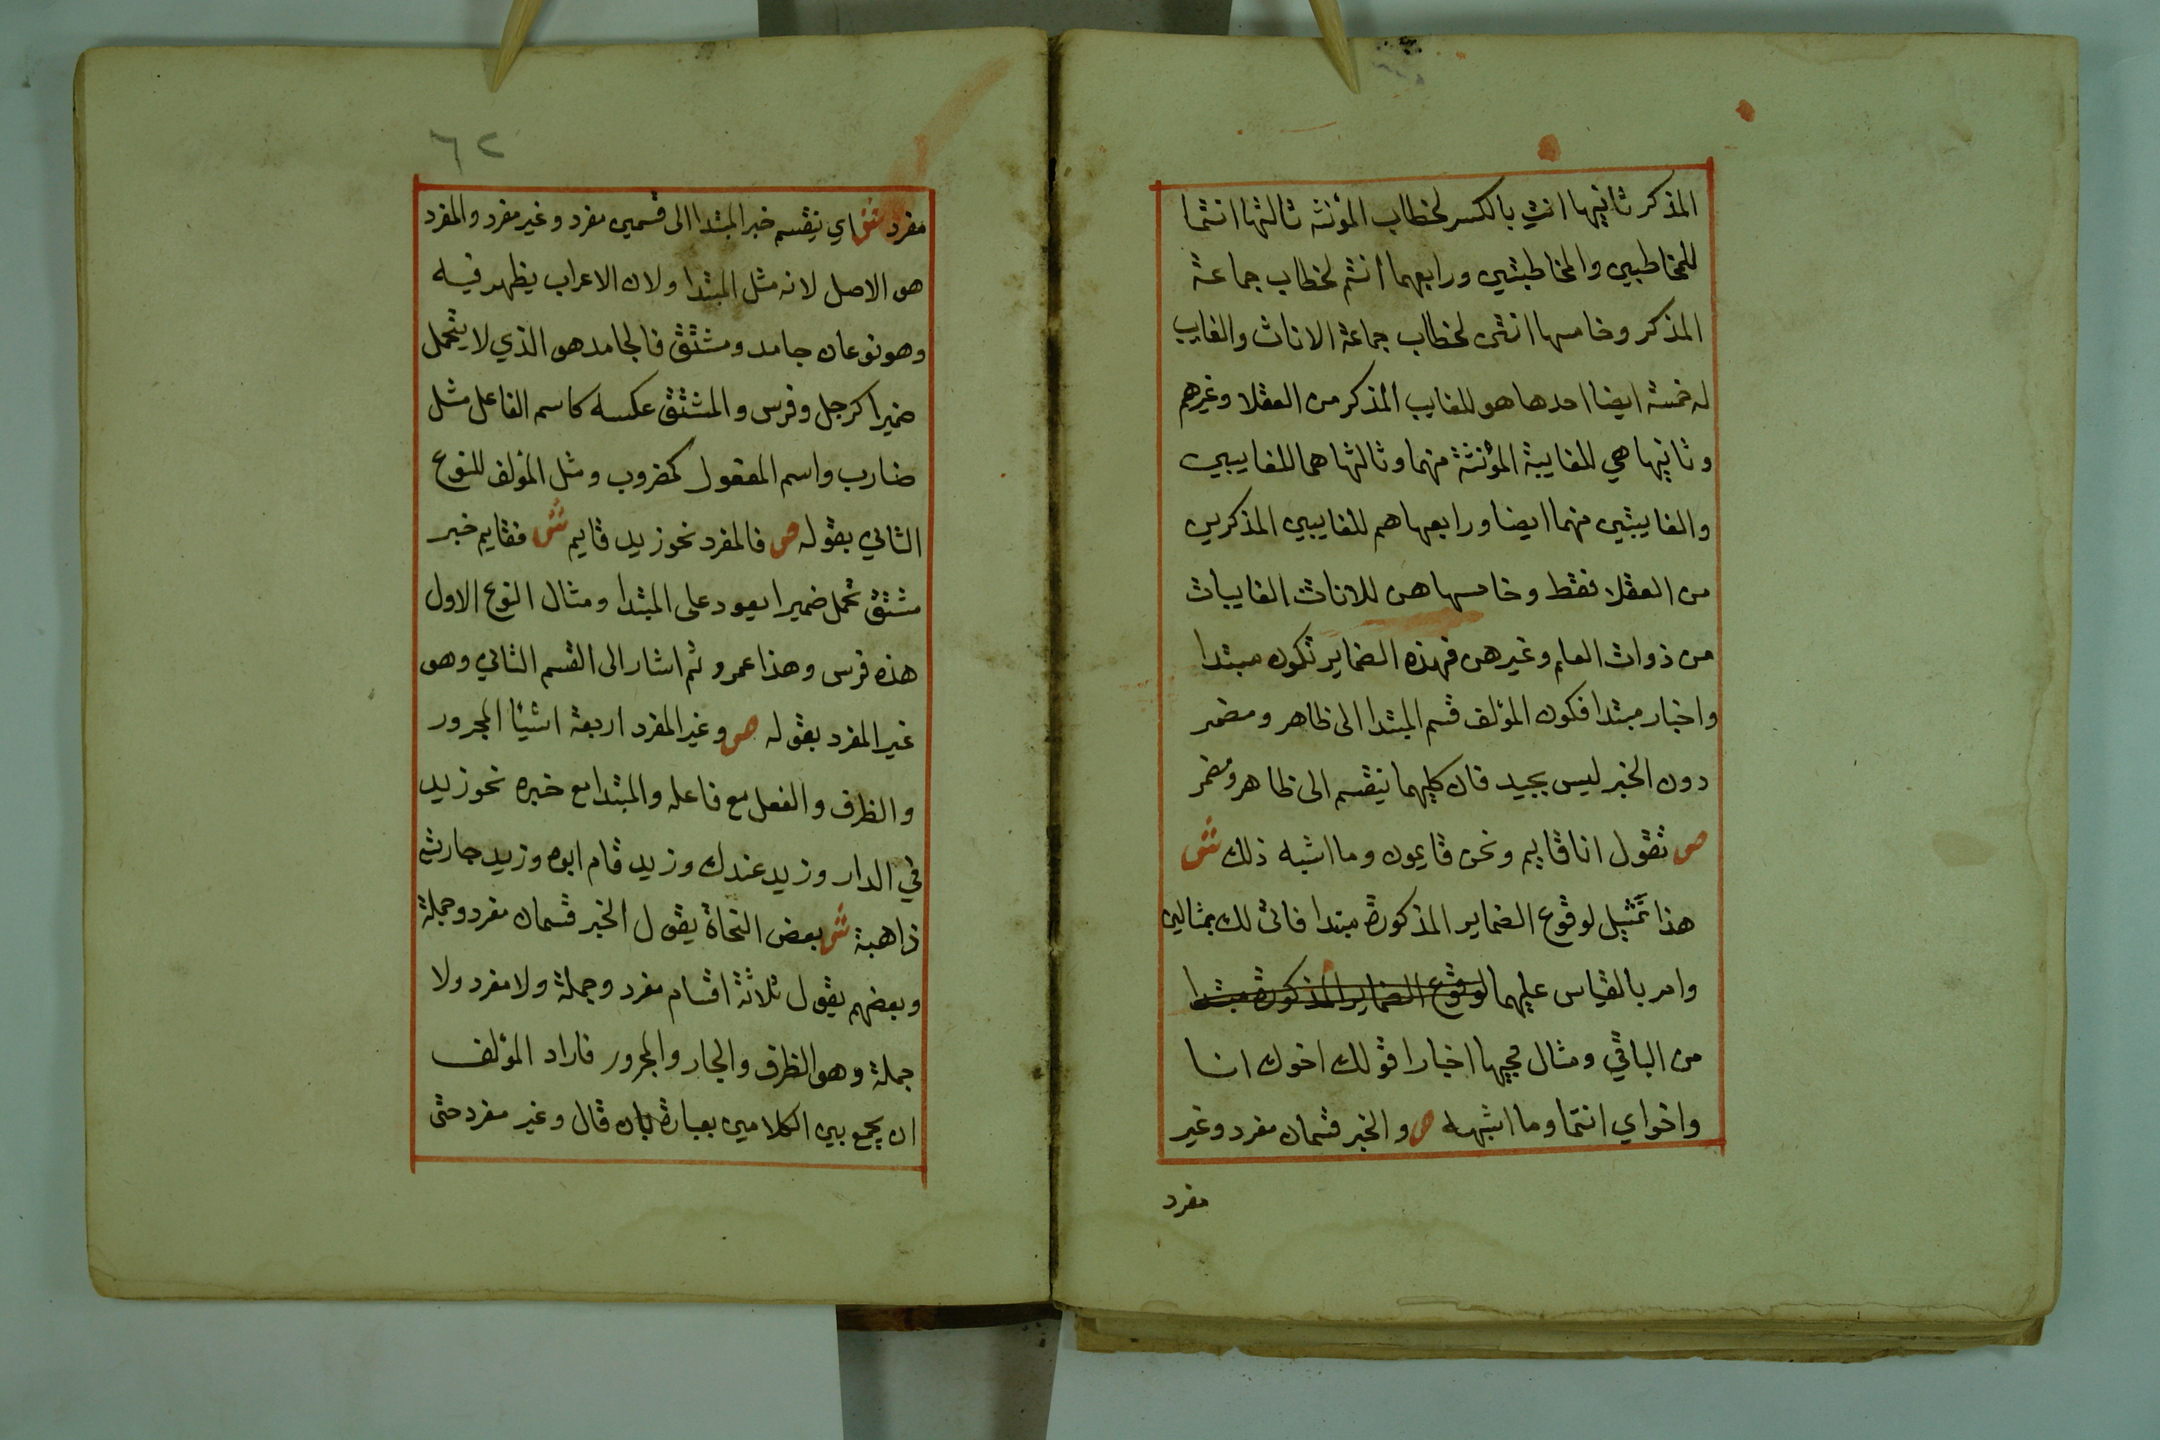 المذكر ثانيها انتِ بالكسر لخطاب المؤنثه ثالثها انتما
للمخاطبين والمخاطبتين ورابعهما أنتم لخطاب جماعة
المذكر وخامسها انتن لخطاب جماعة الاناث والغايب
له خمسة ايضا احدها هو للغايب المذكر من العقلا وغيرهم
وثانيها هي للغايبة المؤنثة منهما وثالثها هما للغايبين
والغايبتين منهما ايضا ورابعها هم للغايبين المذكرين
من العقلا فقط وخامسها هن للاناث الغايبات
من ذوات العلم وغيرهن فهذه الضماير تكون مبتدا
واخبار مبتدا فكون المؤلف قسم المبتدا الى ظاهر ومضمر
دون الخبر ليس بجيد فان كليهما ينقسم الى ظاهر ومضمر
ص تقول انا قايم ونحن قايمون وما اشبه ذلك ش
هذا تمثيل لوقوع الضماير المذكورة مبتدا فاتى لك بمثالين
وامر بالقياس عليهما لوقوع الضماير المذكورة مبتدا
من الباقي ومثال مجيها اخبارا قولك اخوك انا
واخواي انتما وما اشبهه ص والخبر قسمان مفرد وغير
مفرد
٦٢
مفرد ش اي ينقسم خبر المبتدا الى قسمين مفرد وغير مفرد والمفرد
هو الاصل لانه مثل المبتدا ولان الاعراب يظهر فيه
وهو نوعان جامد ومشتق فالجامد هو الذي لا يتحمل
ضميرا كرجل وفرس والمشتق عكسه كاسم الفاعل مثل
ضارب واسم المفعول كمضروب ومثل المؤلف للنوع
الثاني بقوله ص فالمفرد نحو زيد قايم ش فقايم خبر
مشتق تحمل ضميرا يعود على المبتدا ومثال النوع الاول
هذه فرس وهذا عمرو ثم اشار الى القسم الثاني وهو
غير المفرد بقوله ص وغير المفرد اربعة اشيا المجرور
والظرف والفعل مع فاعله والمبتدا مع خبره نحو زيد
في الدار وزيد عندك وزيد قام ابوه وزيد جاريته
ذاهبة ش بعض النحاة يقول الخبر قسمان مفرد وجملة
وبعضهم يقول ثلاثة اقسام مفرد وجملة ولا مفرد ولا
جملة وهو الظرف والجار والمجرور فاراد المؤلف
ان يجمع بين الكلامين بعبارة بان قال وغير مفرد حتى